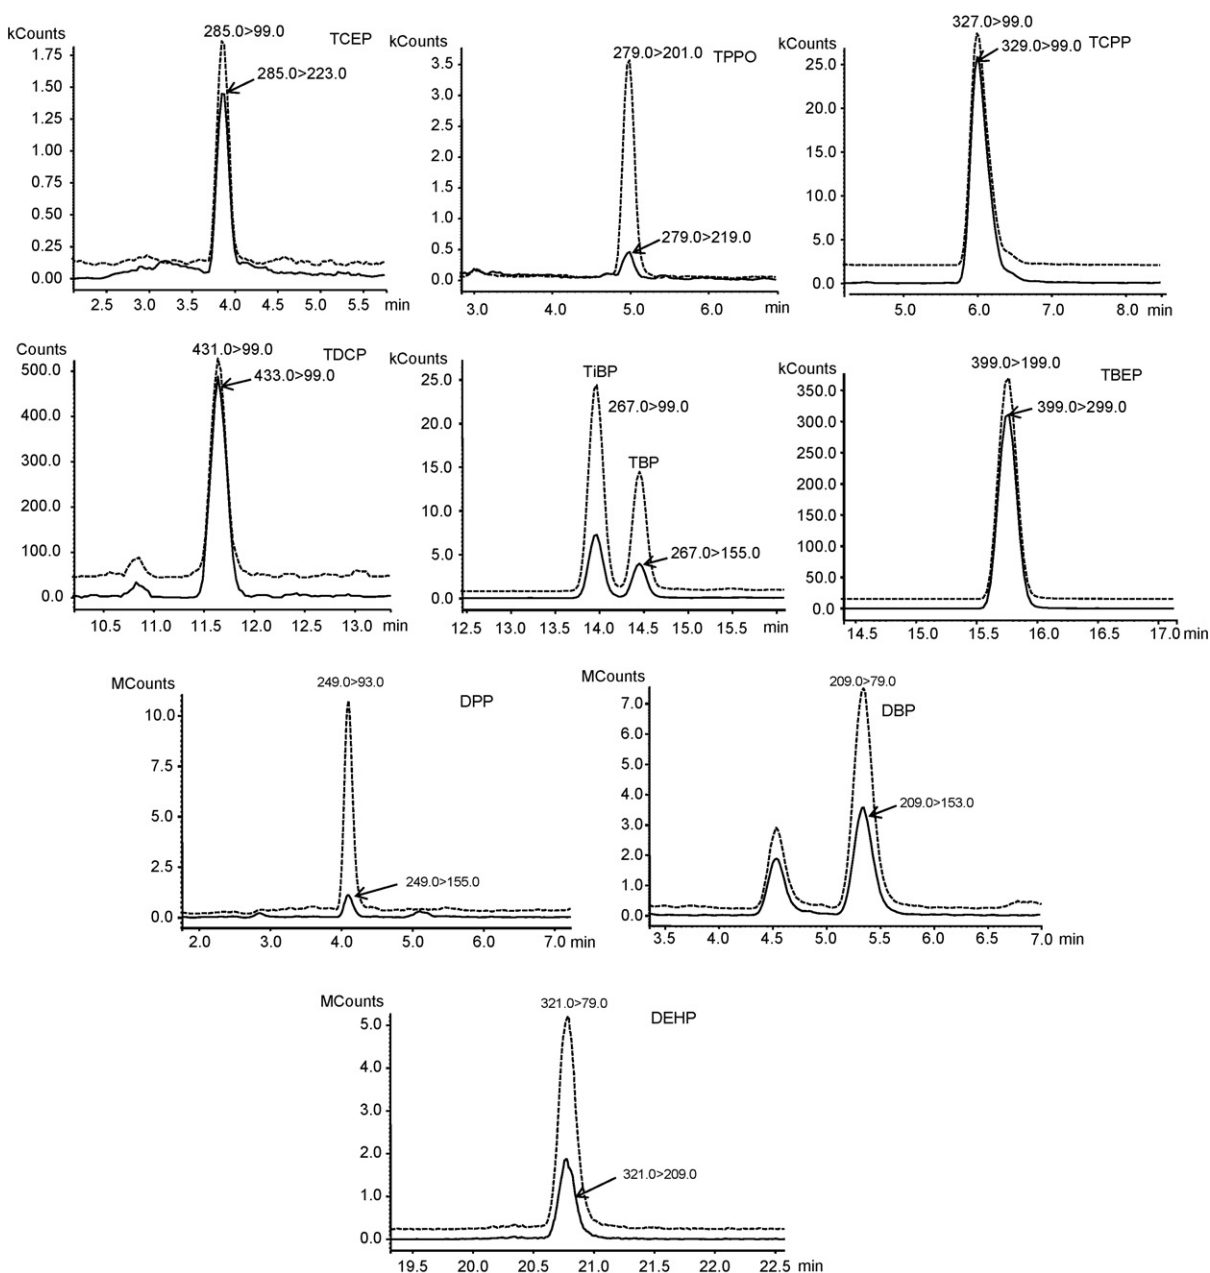 kCounts
285.0>99.0
TCEP
285.0>223.0
1.75
1.50
1.25
1.00
0.75
0.50
0.25
0.00
2.5 3.0 3.5 4.0 4.5 5.0 5.5 min
kCounts
279.0>201.0
TPPO
3.5
3.0
2.5
2.0
1.5
1.0
0.5
0.0
279.0>219.0
3.0 4.0 5.0 6.0 min
kCounts
327.0>99.0
329.0>99.0
TCPP
25.0
20.0
15.0
10.0
5.0
0.0
5.0 6.0 7.0 8.0 min
Counts
431.0>99.0
TDCP
433.0>99.0
500.0
400.0
300.0
200.0
100.0
0.0
10.5 11.0 11.5 12.0 12.5 13.0 min
kCounts
TiBP
267.0>99.0
TBP
267.0>155.0
25.0
20.0
15.0
10.0
5.0
0.0
12.5 13.0 13.5 14.0 14.5 15.0 min
kCounts
399.0>199.0
TBEP
399.0>299.0
350.0
300.0
250.0
200.0
150.0
100.0
50.0
0.0
14.5 15.0 15.5 16.0 16.5 17.0 min
MCounts
249.0>93.0
DPP
10.0
7.5
5.0
2.5
0.0
249.0>155.0
2.0 3.0 4.0 5.0 6.0 7.0 min
MCounts
209.0>79.0
DBP
209.0>153.0
7.0
6.0
5.0
4.0
3.0
2.0
1.0
0.0
3.5 4.0 4.5 5.0 5.5 6.0 6.5 7.0 min
MCounts
321.0>79.0
DEHP
5.0
4.0
3.0
2.0
1.0
0.0
321.0>209.0
19.5 20.0 20.5 21.0 21.5 22.0 22.5 min